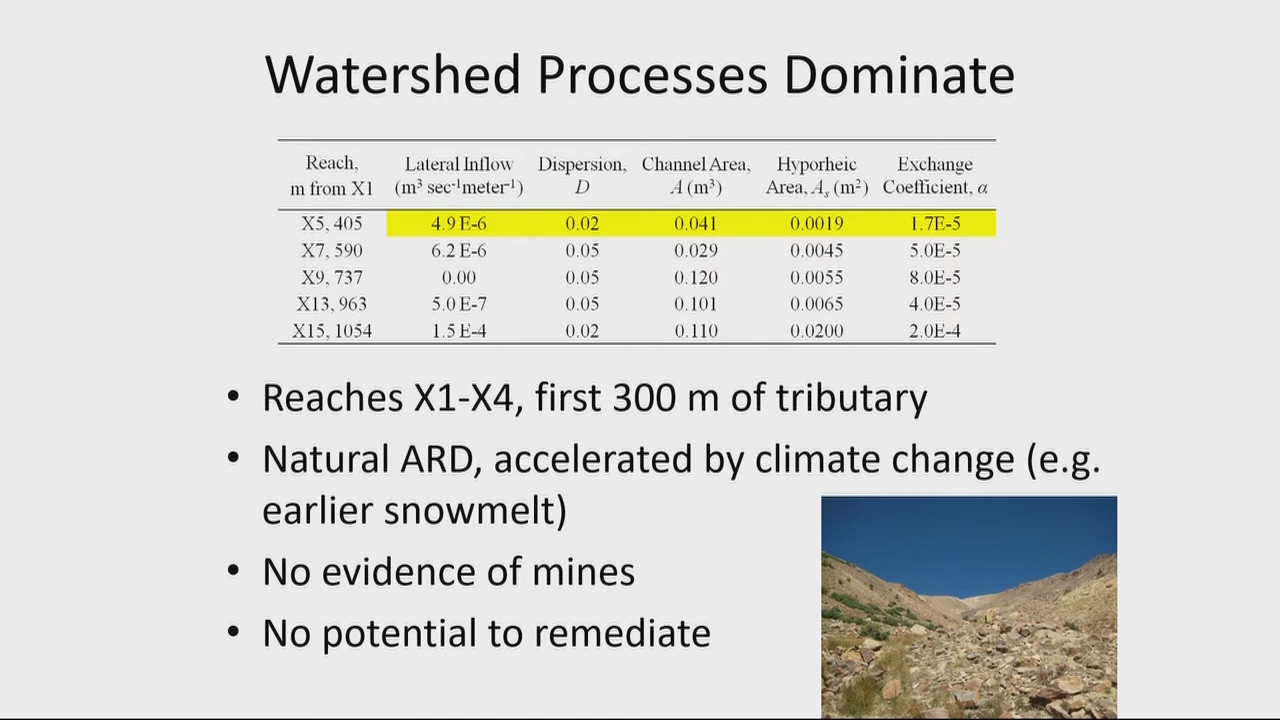 Watershed Processes Dominate
Reach, Lateral Inflow Dispersion, Channel Area, Hyporheic Exchange
m from X1 (m³ sec⁻¹meter⁻¹) D A (m³) Area, Aₛ (m²) Coefficient, α
X5, 405 4.9 E-6 0.02 0.041 0.0019 1.7E-5
X7, 590 6.2 E-6 0.05 0.029 0.0045 5.0E-5
X9, 737 0.00 0.05 0.120 0.0055 8.0E-5
X13, 963 5.0 E-7 0.05 0.101 0.0065 4.0E-5
X15, 1054 1.5 E-4 0.02 0.110 0.0200 2.0E-4
• Reaches X1-X4, first 300 m of tributary
• Natural ARD, accelerated by climate change (e.g.
earlier snowmelt)
• No evidence of mines
• No potential to remediate